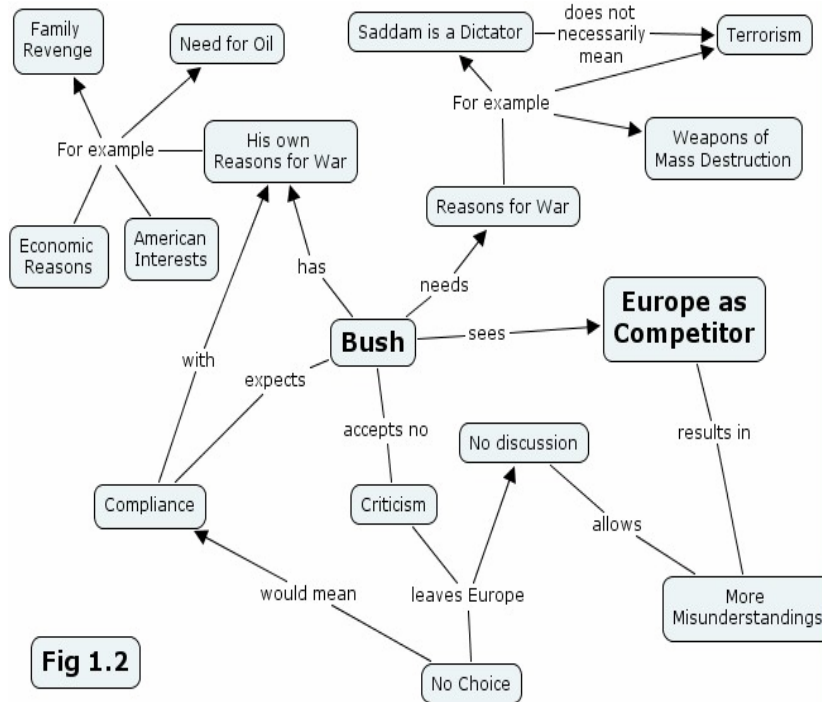 Family
Revenge
Need for Oil
Saddam is a Dictator
does not
necessarily
mean
Terrorism
For example
His own
Reasons for War
For example
Weapons of
Mass Destruction
Economic
Reasons
American
Interests
Reasons for War
has
needs
Europe as
Competitor
Bush
sees
with
expects
accepts no
No discussion
results in
Compliance
Criticism
allows
would mean
leaves Europe
More
Misunderstandings
Fig 1.2
No Choice